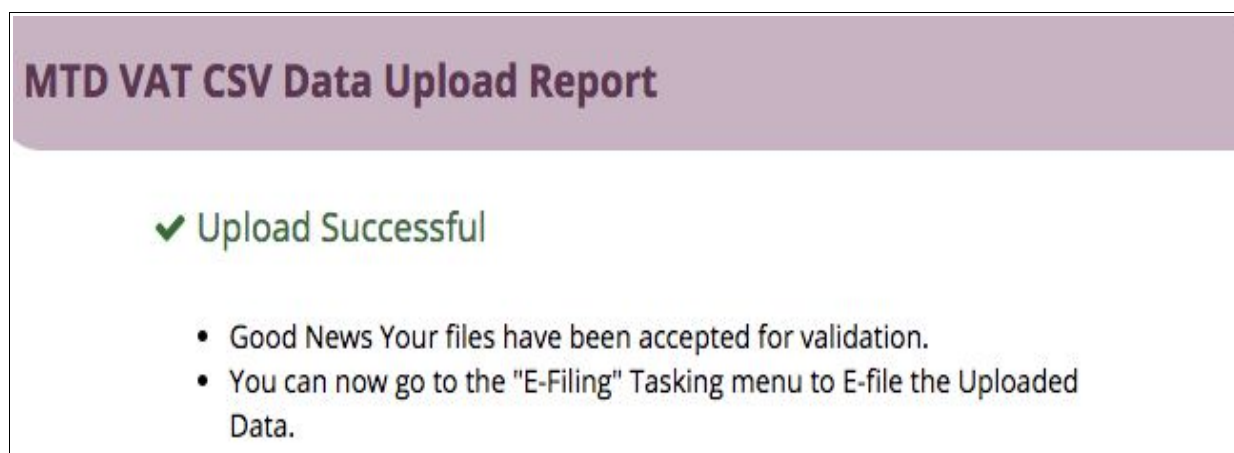 MTD VAT CSV Data Upload Report
Upload Successful
Good News Your files have been accepted for validation.
You can now go to the "E-Filing" Tasking menu to E-file the Uploaded
Data.